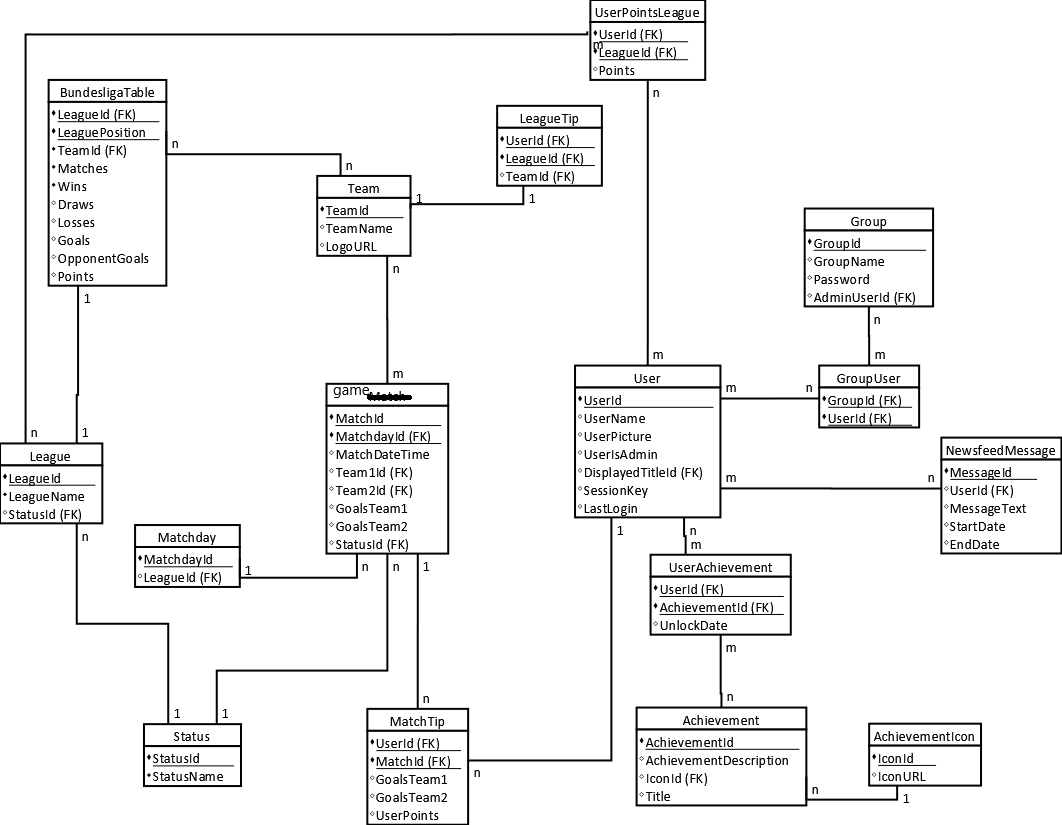 UserPointsLeague
UserId (FK)
m
LeagueId (FK)
Points
n
BundesligaTable
LeagueId (FK)
LeaguePosition
TeamId (FK)
Matches
Wins
Draws
Losses
Goals
OpponentGoals
Points
n
n
1
LeagueTip
UserId (FK)
LeagueId (FK)
TeamId (FK)
1
1
Team
TeamId
TeamName
LogoURL
n
m
Group
GroupId
GroupName
Password
AdminUserId (FK)
n
m
GroupUser
GroupId (FK)
UserId (FK)
m
User
UserId
UserName
UserPicture
UserIsAdmin
DisplayedTitleId (FK)
SessionKey
LastLogin
m
n
m
n
1
n
m
game
Match
MatchId
MatchdayId (FK)
MatchDateTime
Team1Id (FK)
Team2Id (FK)
GoalsTeam1
GoalsTeam2
StatusId (FK)
n
n
1
n
1
League
LeagueId
LeagueName
StatusId (FK)
n
NewsfeedMessage
MessageId
UserId (FK)
MessageText
StartDate
EndDate
Matchday
MatchdayId
LeagueId (FK)
1
UserAchievement
UserId (FK)
AchievementId (FK)
UnlockDate
m
n
1
1
Status
StatusId
StatusName
n
MatchTip
UserId (FK)
MatchId (FK)
GoalsTeam1
GoalsTeam2
UserPoints
n
Achievement
AchievementId
AchievementDescription
IconId (FK)
Title
n
1
AchievementIcon
IconId
IconURL